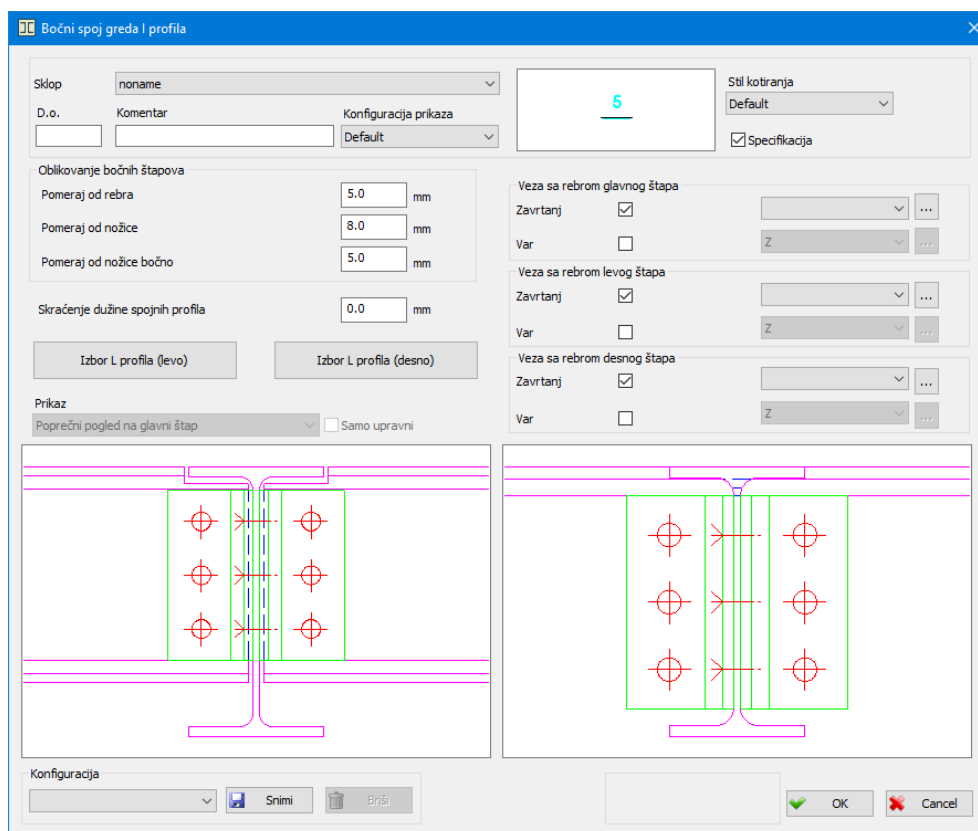 Bočni spoj greda I profila
Sklop
noname
D.o.
Komentar
Konfiguracija prikaza
Default
5
Stil kotiranja
Default
Specifikacija
Oblikovanje bočnih štapova
Pomeraj od rebra
5.0
mm
Pomeraj od nožice
8.0
mm
Pomeraj od nožice bočno
5.0
mm
Skraćenje dužine spojnih profila
0.0
mm
Izbor L profila (levo)
Izbor L profila (desno)
Prikaz
Poprečni pogled na glavni štap
Samo upravni
Veza sa rebrom glavnog štapa
Zavrtanj
...
Var
Z
...
Veza sa rebrom levog štapa
Zavrtanj
...
Var
Z
...
Veza sa rebrom desnog štapa
Zavrtanj
...
Var
Z
...
Konfiguracija
Snimi
Briši
OK
Cancel